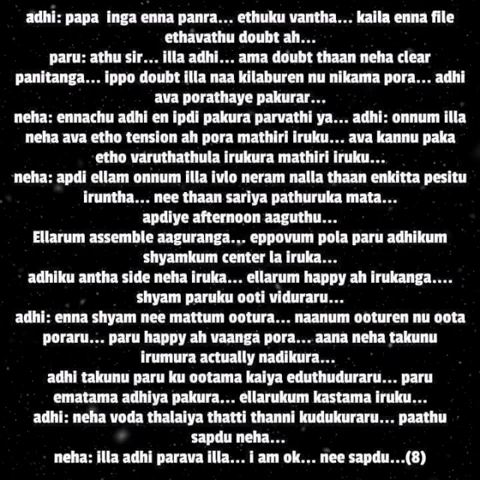 adhi: papa  inga enna panra... ethuku vantha... kaila enna file
ethavathu doubt ah...
paru: athu sir... illa adhi... ama doubt thaan neha clear
panitanga... ippo doubt illa naa kilaburen nu nikama pora... adhi
ava porathaye pakurar...
neha: ennachu adhi en ipdi pakura parvathi ya... adhi: onnum illa
neha ava etho tension ah pora mathiri iruku... ava kannu paka
etho varuthathula irukura mathiri iruku...
neha: apdi ellam onnum illa ivlo neram nalla thaan enkitta pesitu
iruntha... nee thaan sariya pathuruka mata...
apdiye afternoon aaguthu...
Ellarum assemble aaguranga... eppovum pola paru adhikum
shyamkum center la iruka...
adhiku antha side neha iruka... ellarum happy ah irukanga....
shyam paruku ooti viduraru...
adhi: enna shyam nee mattum ootura... naanum ooturen nu oota
poraru... paru happy ah vaanga pora... aana neha takunu
irumura actually nadikura...
adhi takunu paru ku ootama kaiya eduthuduraru... paru
ematama adhiya pakura... ellarukum kastama iruku...
adhi: neha voda thalaiya thatti thanni kudukuraru... paathu
sapdu neha...
neha: illa adhi parava illa... i am ok... nee sapdu...(8)